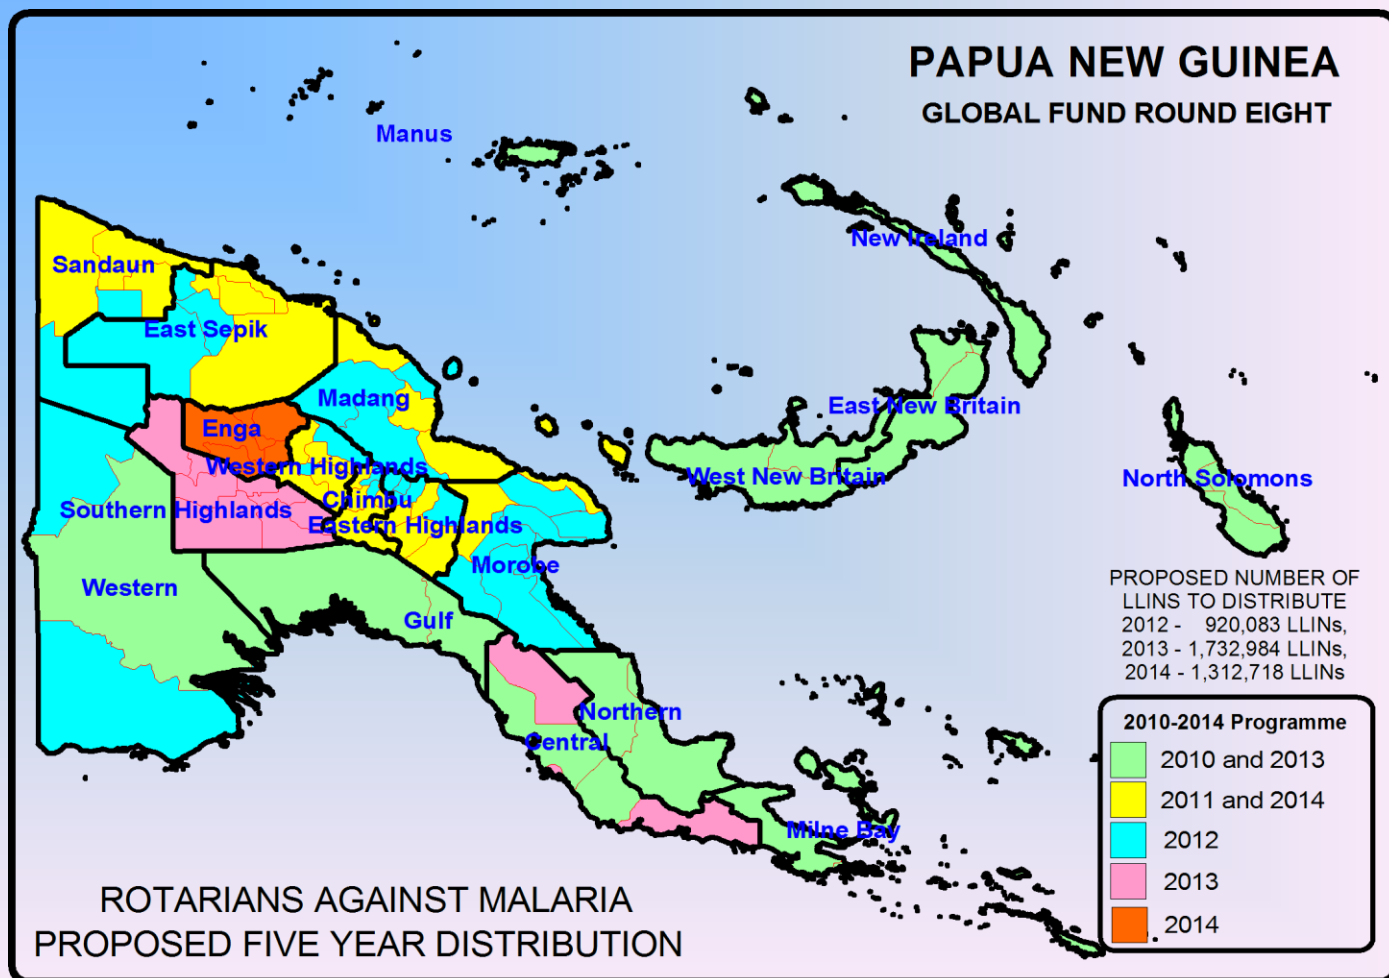 PAPUA NEW GUINEA
GLOBAL FUND ROUND EIGHT
Manus
New Ireland
Sandaun
East Sepik
Madang
East New Britain
Enga
Western Highlands
West New Britain
North Solomons
Chimbu
Southern Highlands
Eastern Highlands
Morobe
Western
Gulf
PROPOSED NUMBER OF
LLINS TO DISTRIBUTE
2012 - 920,083 LLINs,
2013 - 1,732,984 LLINs,
2014 - 1,312,718 LLINs
Northern
Central
Milne Bay
2010-2014 Programme
2010 and 2013
2011 and 2014
2012
2013
2014
ROTARIANS AGAINST MALARIA
PROPOSED FIVE YEAR DISTRIBUTION